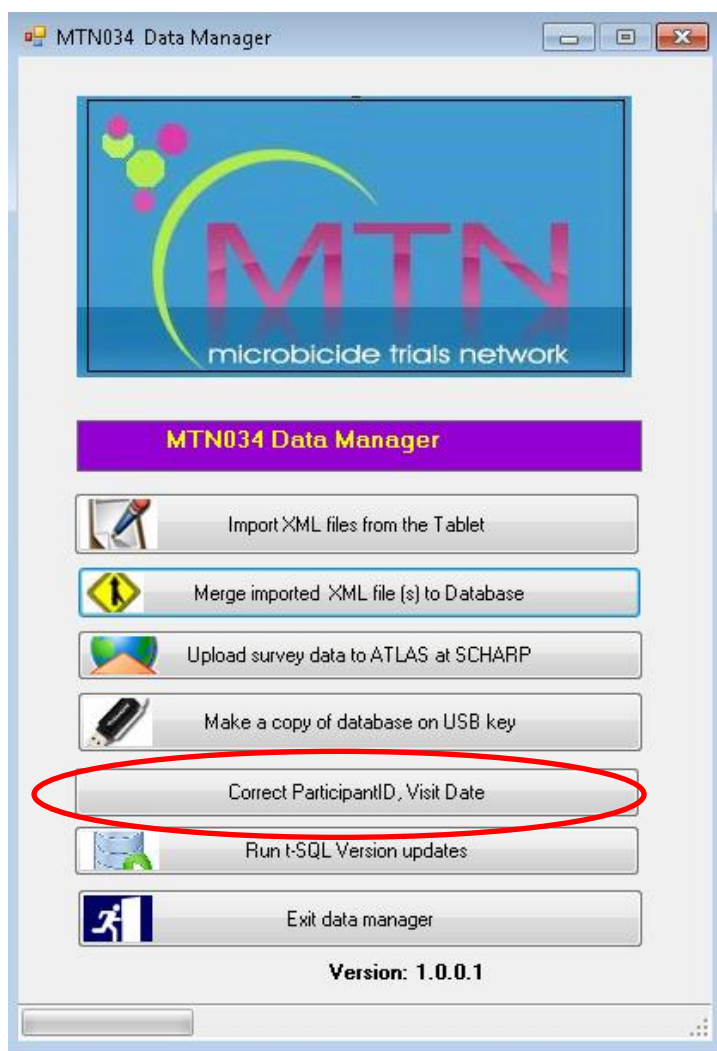 MTN034 Data Manager
MTN
microbicide trials network
MTN034 Data Manager
Import XML files from the Tablet
Merge imported XML file (s) to Database
Upload survey data to ATLAS at SCHARP
Make a copy of database on USB key
Correct ParticipantID, Visit Date
Run t-SQL Version updates
Exit data manager
Version: 1.0.0.1